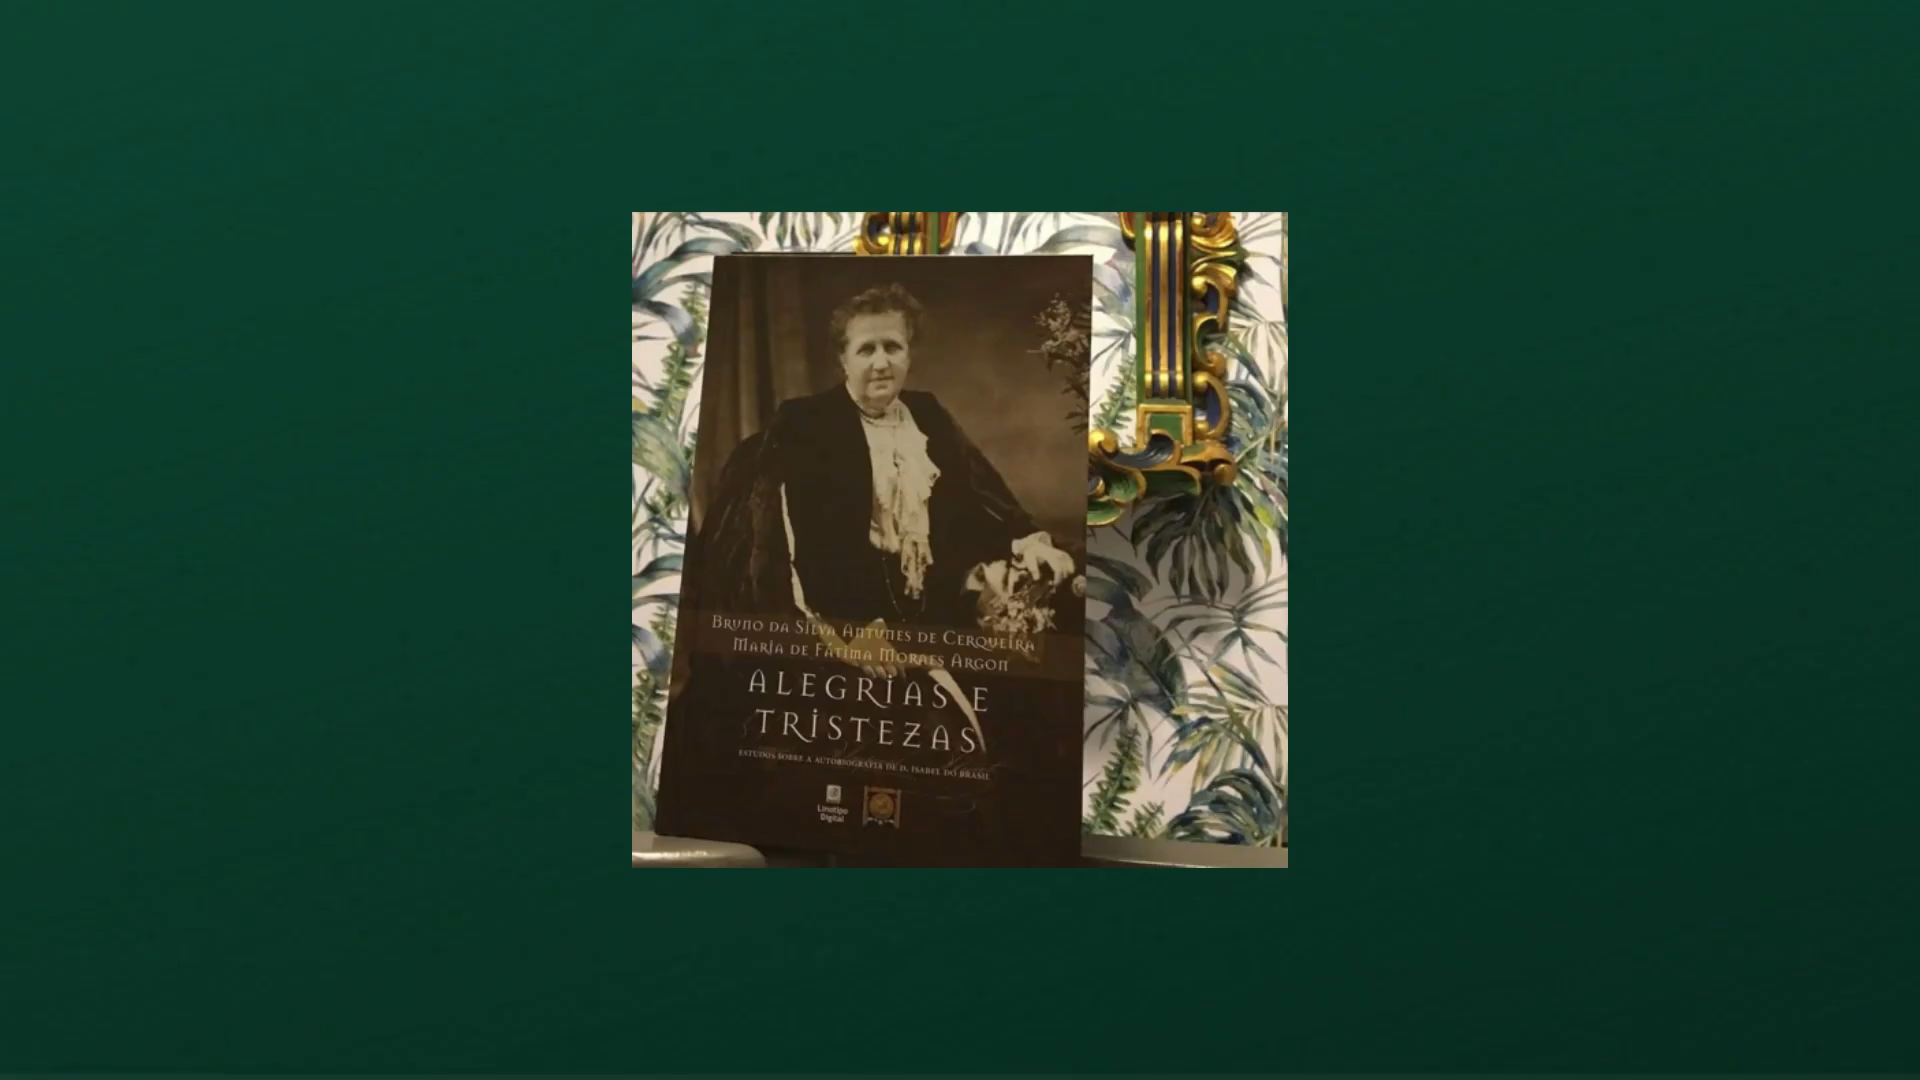 BRUNO DA SILVA ANTUNES DE CERQUEIRA
MARIA DE FÁTIMA MORAES ARGON
ALEGRIAS E
TRISTEZAS
ESTUDOS SOBRE A AUTOBIOGRAFIA DE D. ISABEL DO BRASIL
Linotipo
Digital